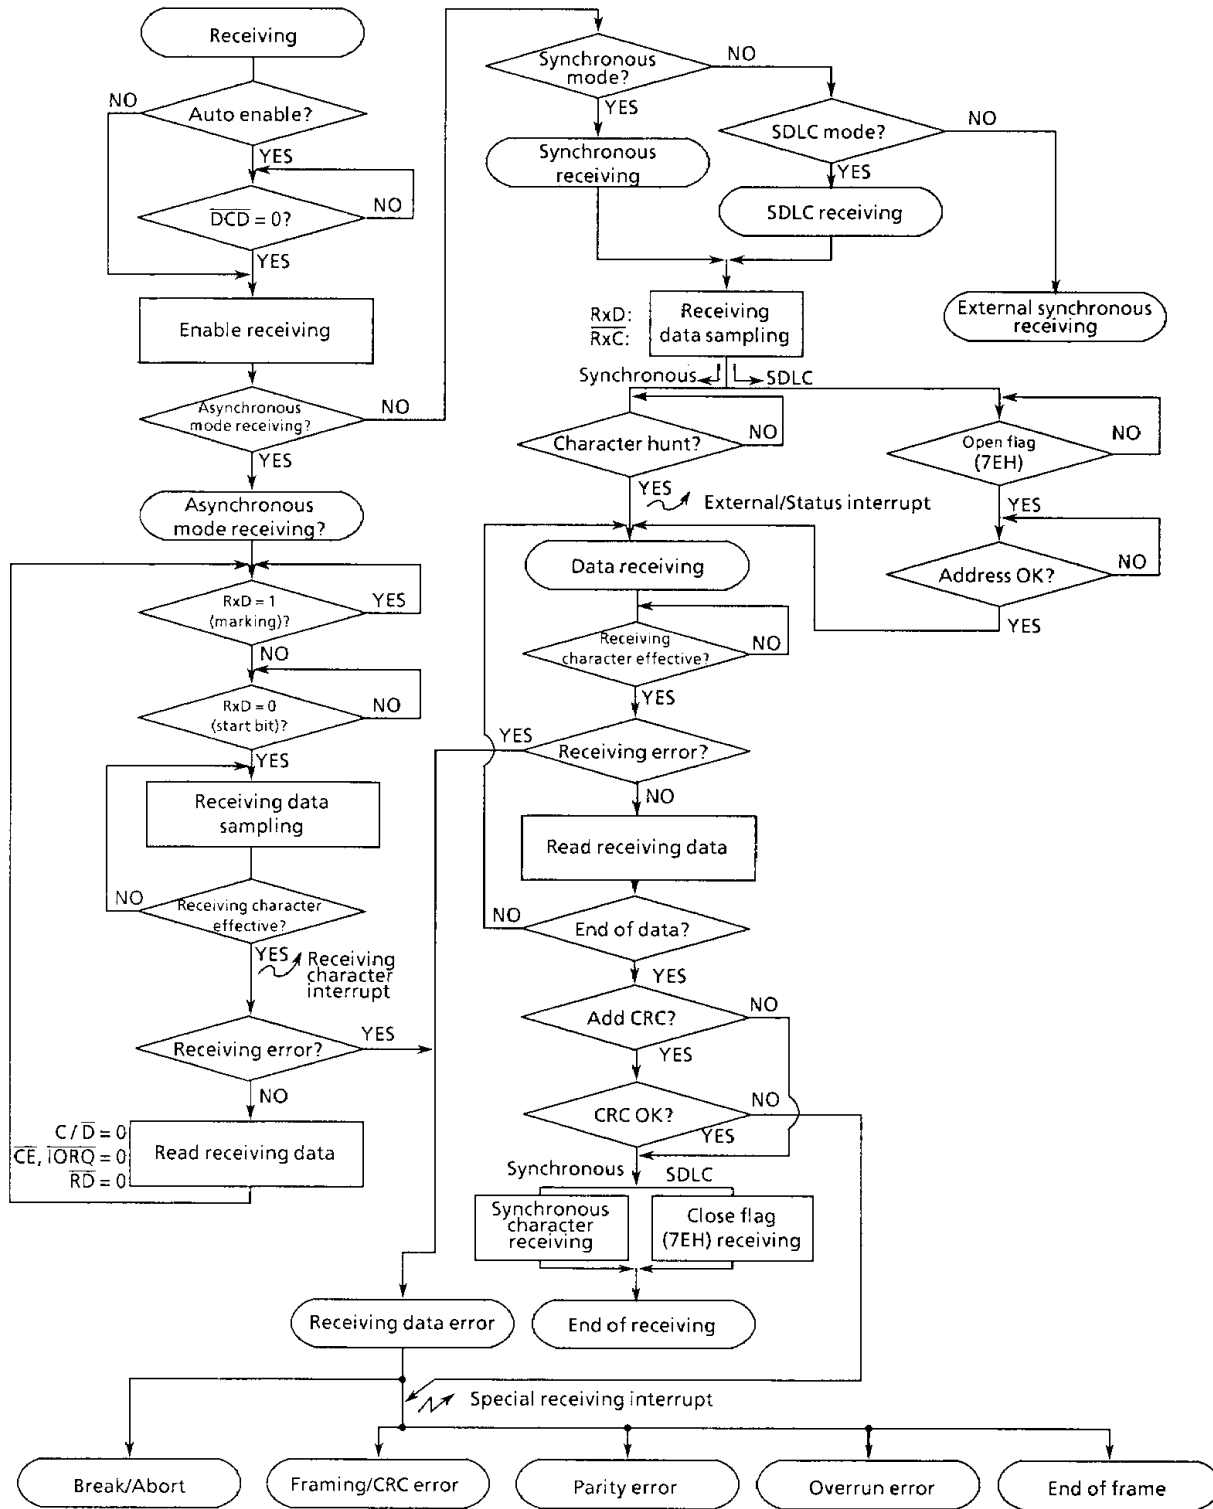 Receiving
NO
Auto enable?
YES
D̅C̅D̅ = 0?
NO
YES
Enable receiving
Asynchronous
mode receiving?
NO
YES
Asynchronous
mode receiving?
RxD = 1
(marking)?
YES
NO
RxD = 0
(start bit)?
NO
YES
Receiving data
sampling
NO
Receiving character
effective?
YES
Receiving
character
interrupt
Receiving error?
YES
NO
C/D̅ = 0
C̅E̅, I̅O̅R̅Q̅ = 0
R̅D̅ = 0
Read receiving data
Synchronous
mode?
NO
YES
Synchronous
receiving
SDLC mode?
NO
YES
SDLC receiving
External synchronous
receiving
RxD:
R̅x̅C̅:
Receiving
data sampling
Synchronous
SDLC
Character hunt?
NO
YES
External/Status interrupt
Open flag
(7EH)
NO
YES
Address OK?
NO
YES
Data receiving
Receiving
character effective?
NO
YES
Receiving error?
YES
NO
Read receiving data
End of data?
NO
YES
Add CRC?
NO
YES
CRC OK?
NO
YES
Synchronous
SDLC
Synchronous
character
receiving
Close flag
(7EH) receiving
Receiving data error
End of receiving
Special receiving interrupt
Break/Abort
Framing/CRC error
Parity error
Overrun error
End of frame